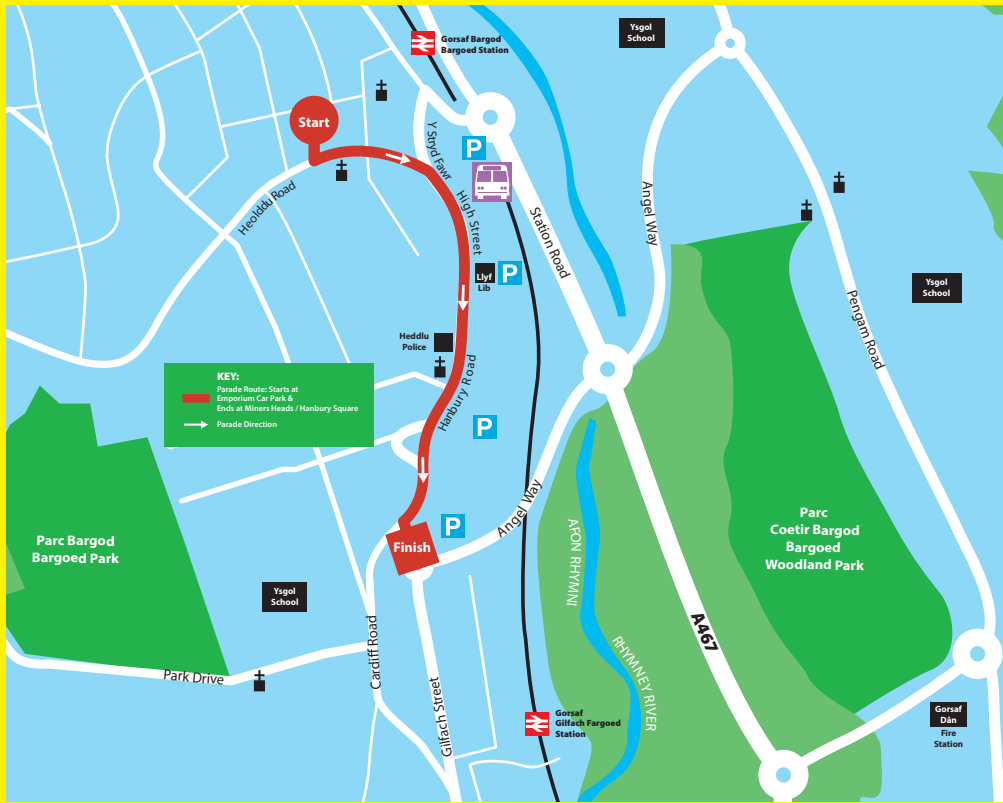 Gorsaf Bargod
Bargoed Station
Ysgol
School
Start
P
Y Stryd Fawr
High Street
Heolddu Road
Station Road
Angel Way
Llyf
Lib
P
Ysgol
School
Pengam Road
Heddlu
Police
KEY:
Parade Route: Starts at
Emporium Car Park &
Ends at Miners Heads / Hanbury Square
Parade Direction
Hanbury Road
P
Angel Way
P
Finish
Parc Bargod
Bargoed Park
Parc
Coetir Bargod
Bargoed
Woodland Park
AFON RHYMNI
RHYMNEY RIVER
A467
Ysgol
School
Cardiff Road
Park Drive
Gilfach Street
Gorsaf
Gilfach Fargoed
Station
Gorsaf
Dân
Fire
Station